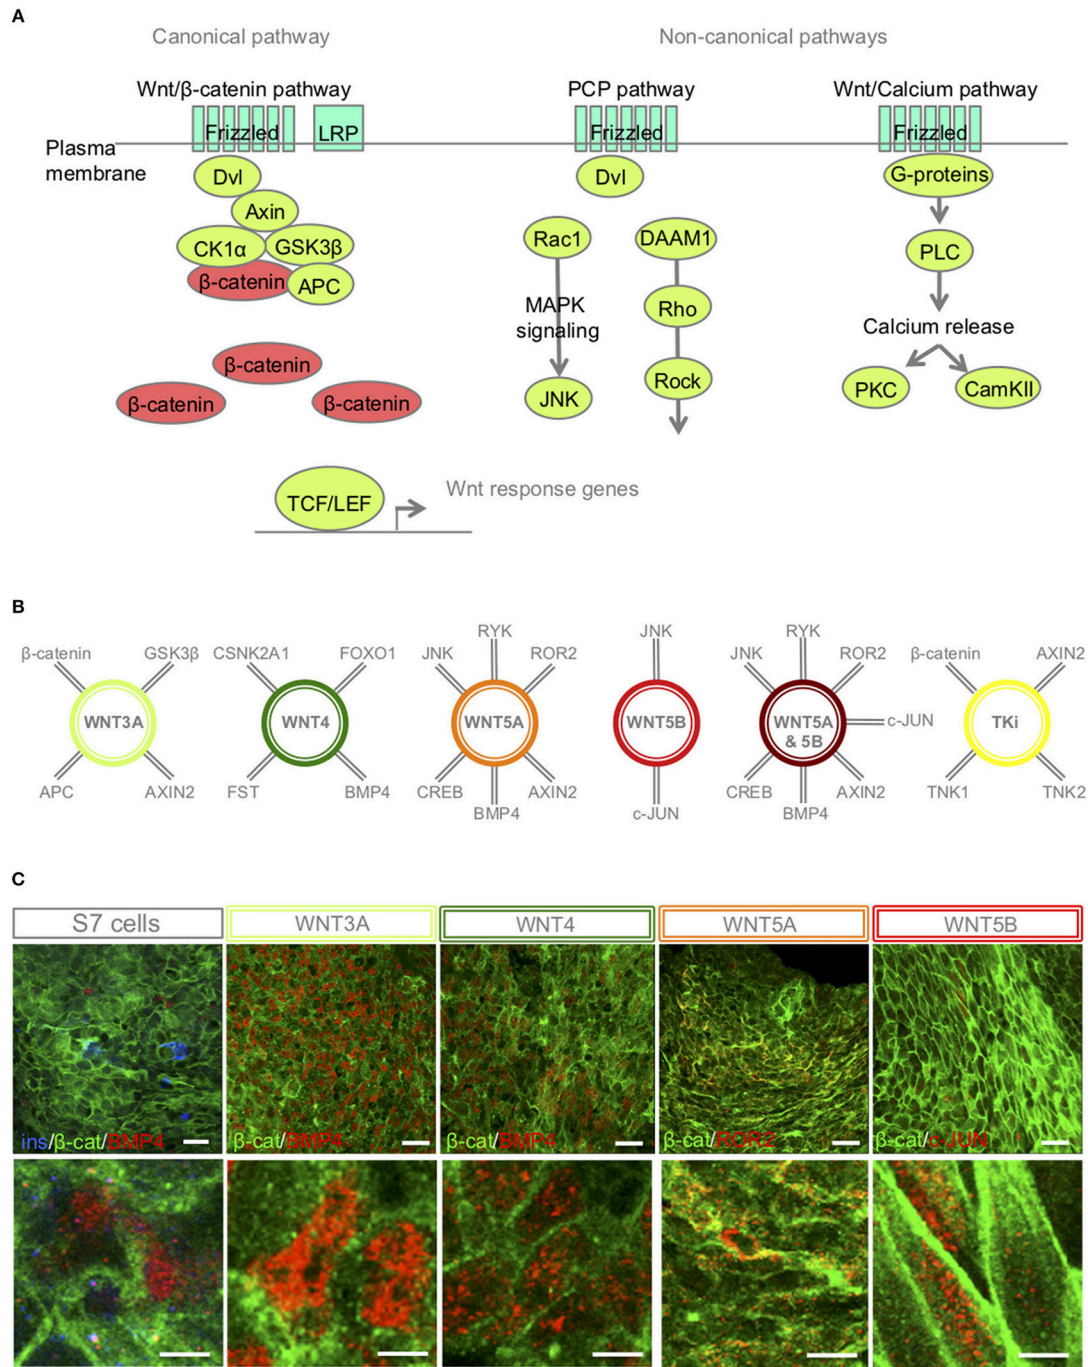 A
Canonical pathway
Non-canonical pathways
Wnt/β-catenin pathway
PCP pathway
Wnt/Calcium pathway
Frizzled
LRP
Frizzled
Frizzled
Plasma
membrane
Dvl
Dvl
G-proteins
Axin
CK1α
GSK3β
Rac1
DAAM1
PLC
β-catenin
APC
MAPK
signaling
Rho
Calcium release
β-catenin
β-catenin
β-catenin
JNK
Rock
PKC
CamKII
TCF/LEF
Wnt response genes
B
β-catenin
GSK3β
WNT3A
APC
AXIN2
CSNK2A1
FOXO1
WNT4
FST
BMP4
RYK
JNK
ROR2
WNT5A
CREB
AXIN2
BMP4
JNK
WNT5B
c-JUN
RYK
JNK
ROR2
WNT5A
& 5B
c-JUN
CREB
AXIN2
BMP4
β-catenin
AXIN2
TKi
TNK1
TNK2
C
S7 cells
WNT3A
WNT4
WNT5A
WNT5B
ins/β-cat/BMP4
β-cat/BMP4
β-cat/BMP4
β-cat/ROR2
β-cat/c-JUN